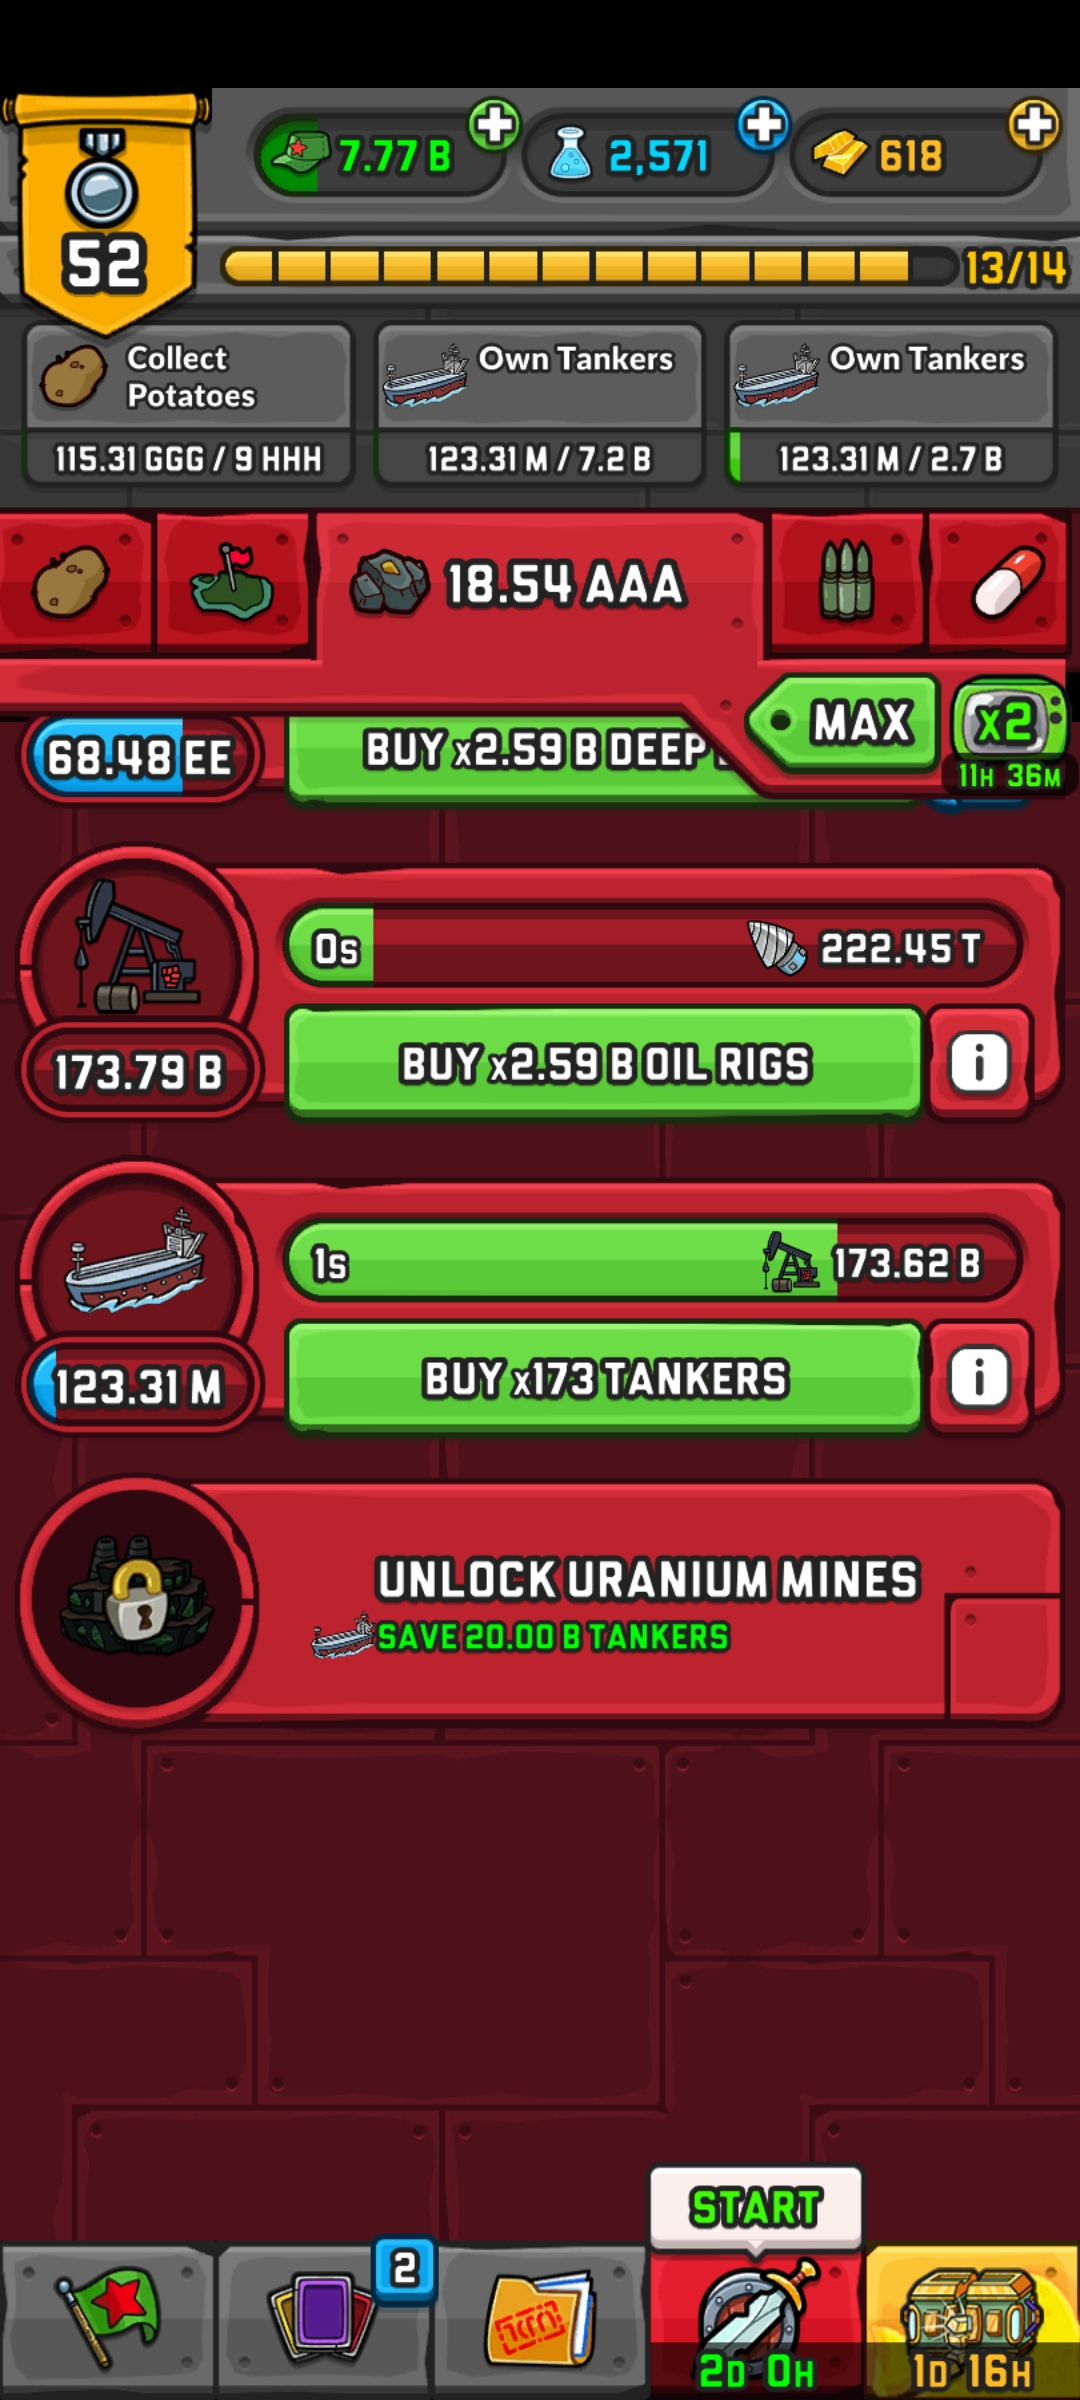 52
7.77 B
2,571
618
13/14
Collect
Potatoes
115.31 GGG / 9 HHH
Own Tankers
123.31 M / 7.2 B
Own Tankers
123.31 M / 2.7 B
18.54 AAA
MAX
x2
11H 36M
68.48 EE
BUY x2.59 B DEEP
0s
222.45 T
173.79 B
BUY x2.59 B OIL RIGS
i
1s
173.62 B
123.31 M
BUY x173 TANKERS
i
UNLOCK URANIUM MINES
SAVE 20.00 B TANKERS
START
2
2D 0H
1D 16H